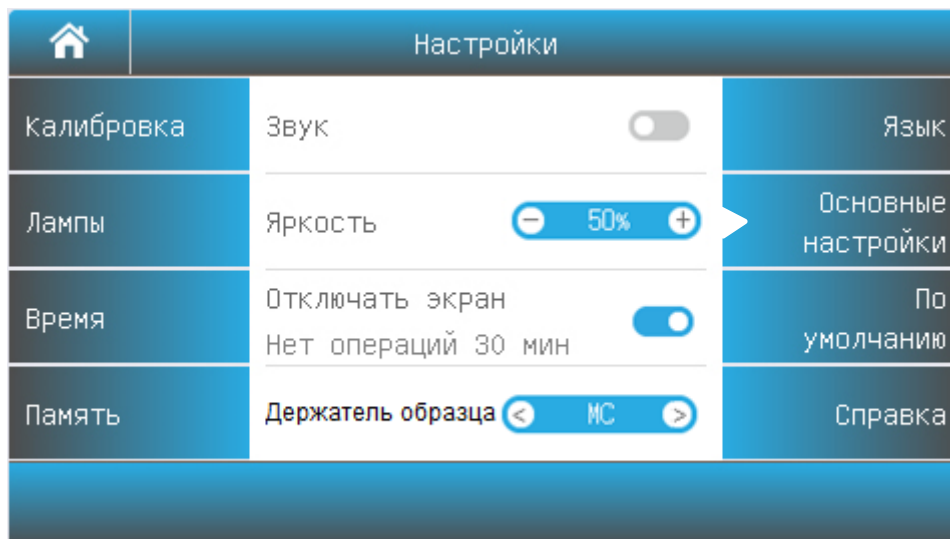 Настройки
Калибровка
Звук
Язык
Лампы
Яркость
50%
Основные
настройки
Время
Отключать экран
Нет операций 30 мин
По
умолчанию
Память
Держатель образца
МС
Справка